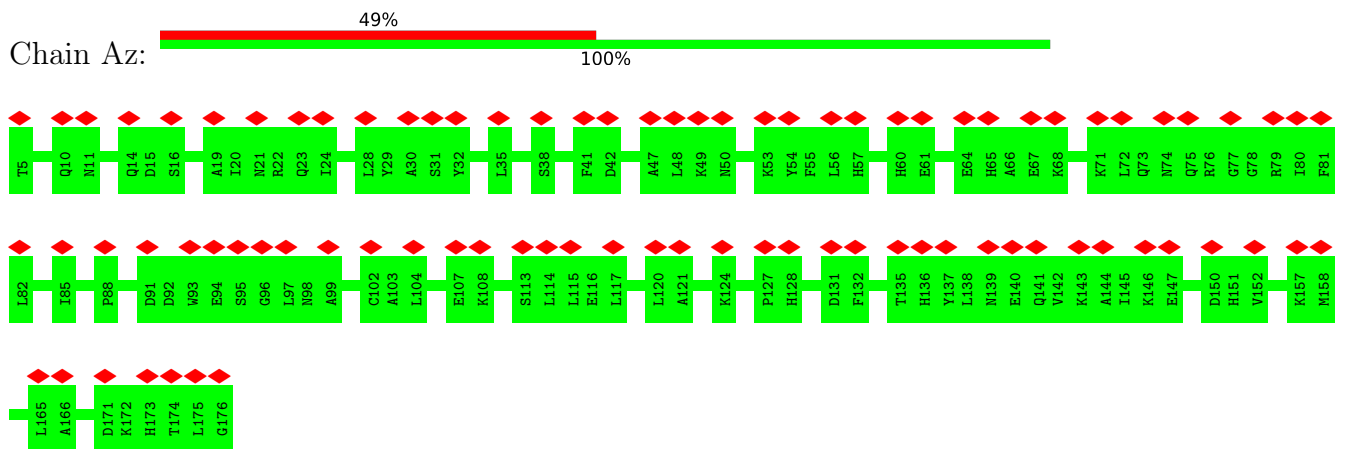 49%
Chain Az:
100%
T5 Q10 N11 Q14 D15 S16 A19 I20 N21 R22 Q23 I24 L28 Y29 A30 S31 Y32 L35 S38 F41 D42 A47 L48 K49 N50 K53 Y54 F55 L56 H57 H60 E61 E64 H65 A66 E67 K68 K71 L72 Q73 N74 Q75 R76 G77 G78 R79 I80 F81
L82 I85 P88 D91 D92 W93 E94 S95 G96 L97 N98 A99 C102 A103 L104 E107 K108 S113 L114 L115 E116 L117 L120 A121 K124 P127 H128 D131 F132 T135 H136 Y137 L138 N139 E140 Q141 V142 K143 A144 I145 K146 E147 D150 H151 V152 K157 M158
L165 A166 D171 K172 H173 T174 L175 G176